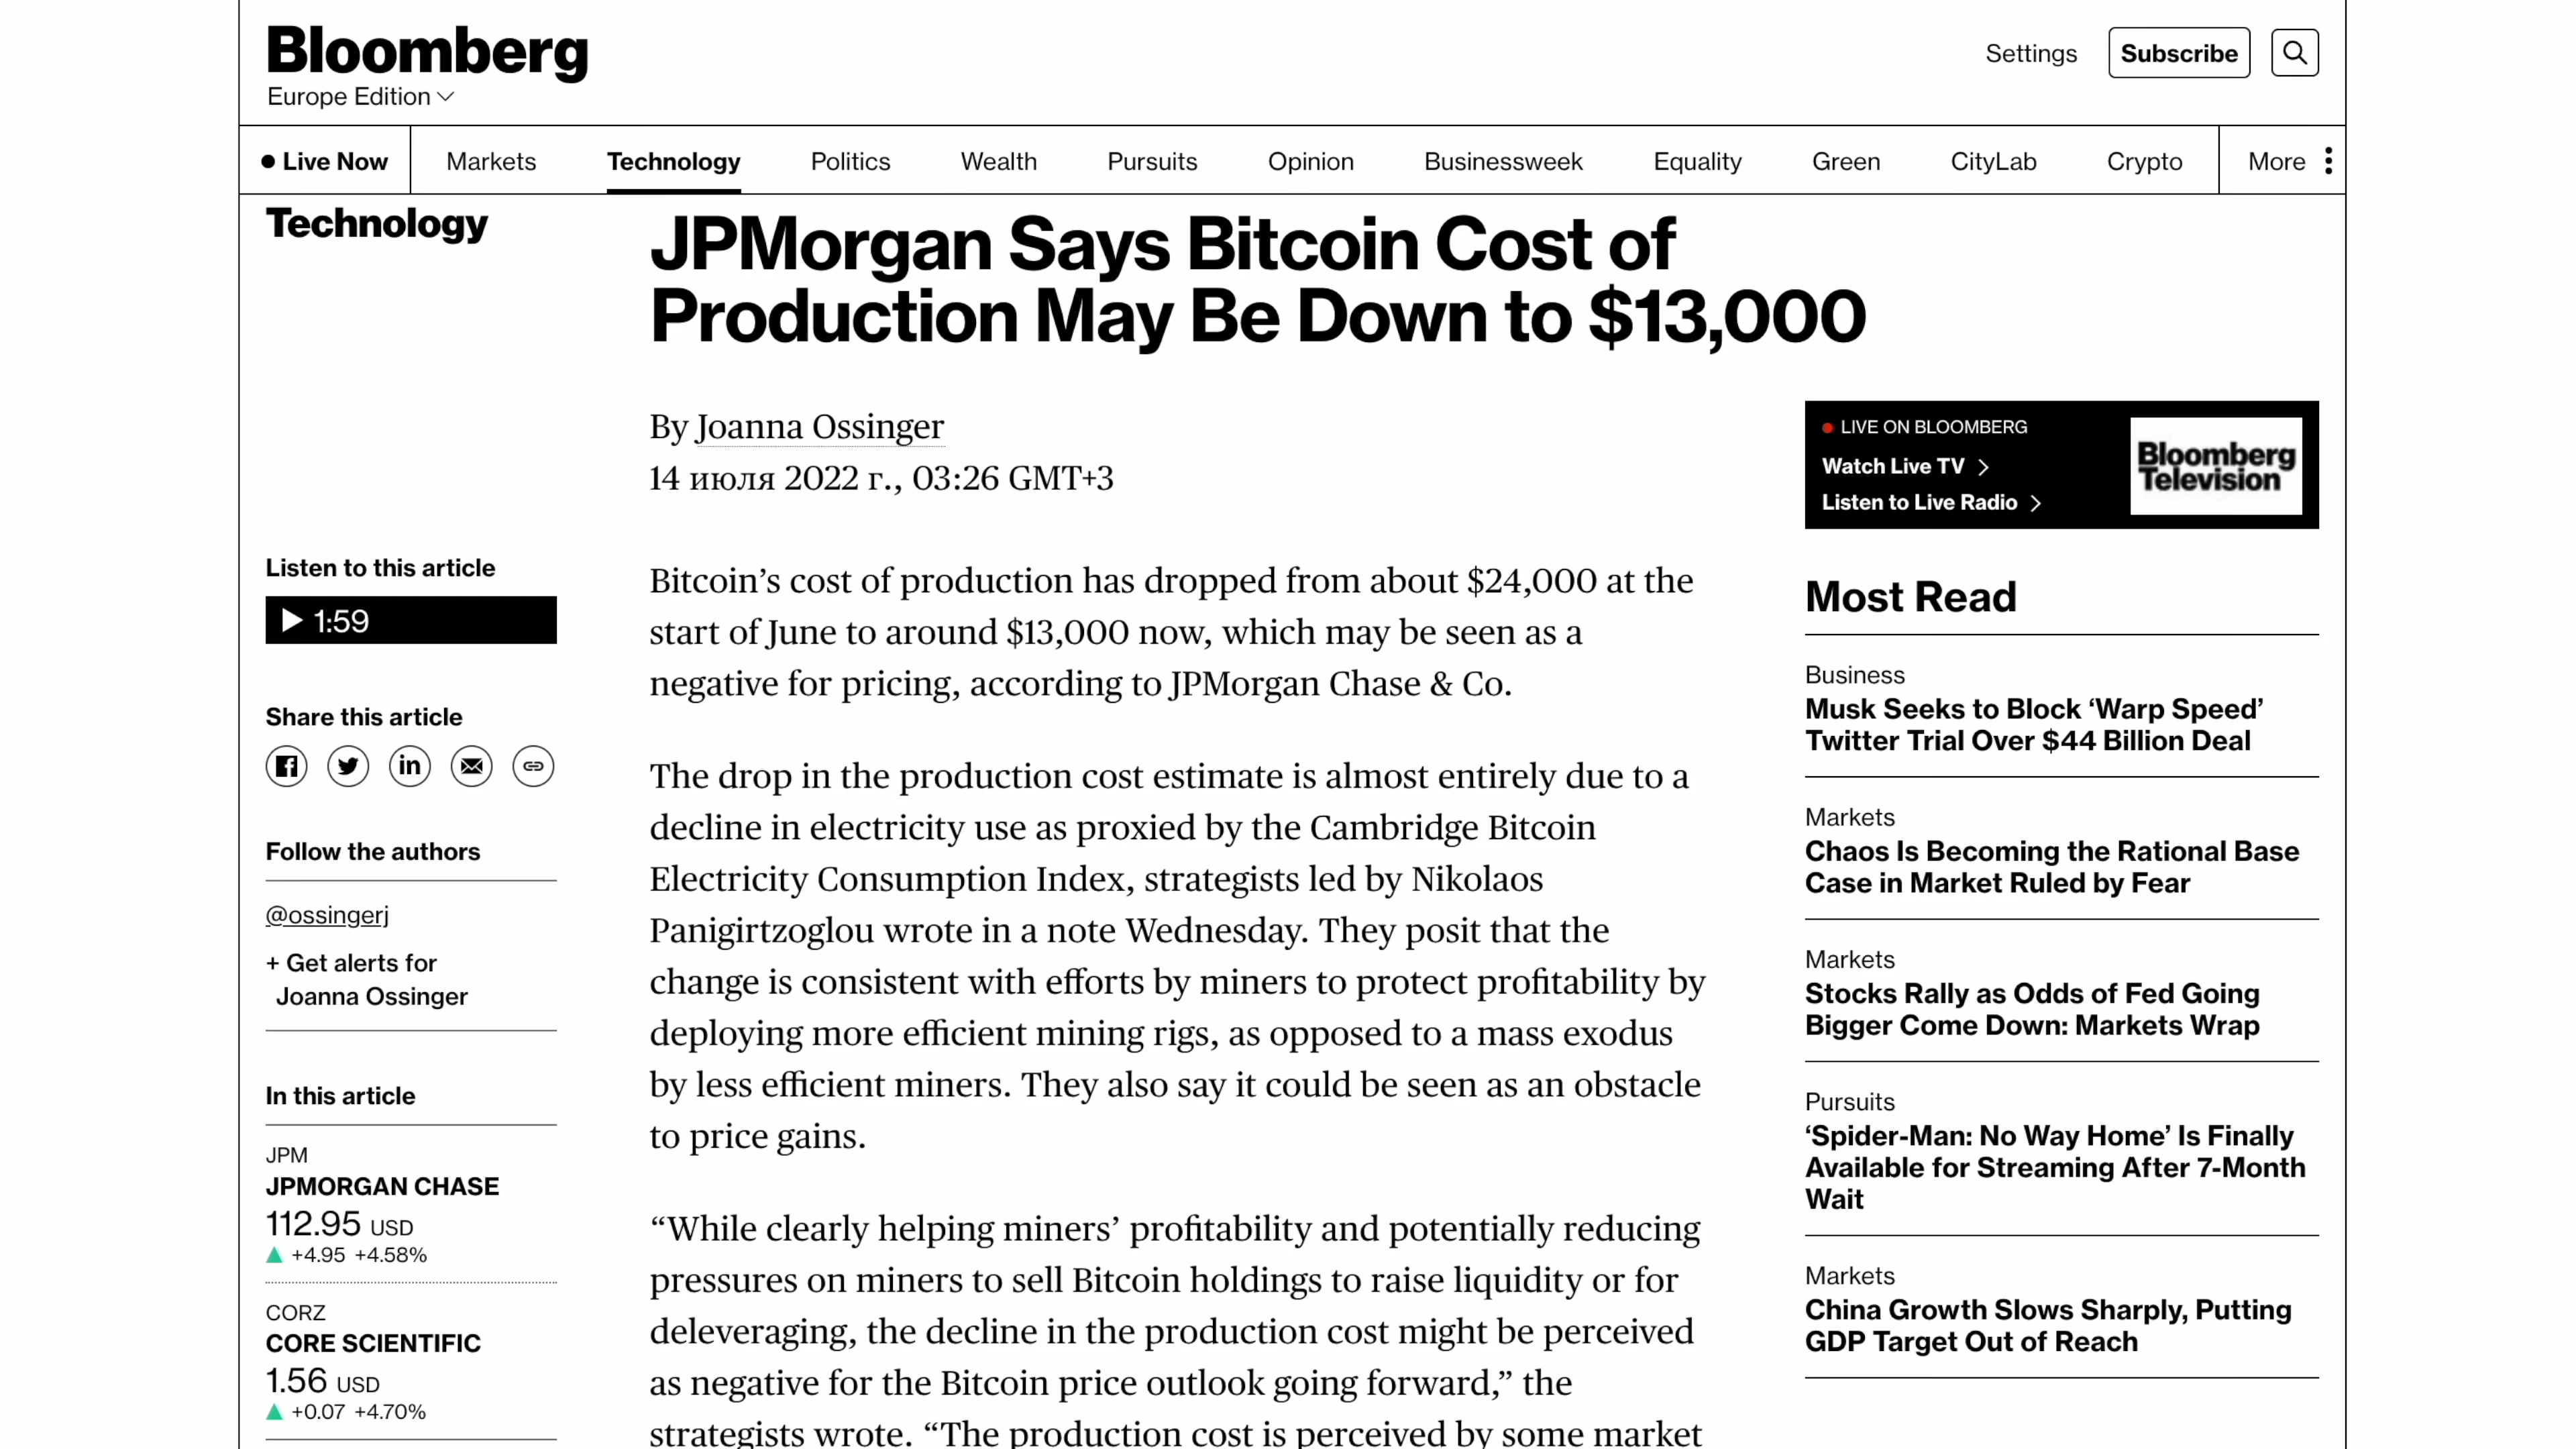 Bloomberg
Europe Edition
Settings
Subscribe
Live Now
Markets
Technology
Politics
Wealth
Pursuits
Opinion
Businessweek
Equality
Green
CityLab
Crypto
More
Technology
JPMorgan Says Bitcoin Cost of
Production May Be Down to $13,000
By Joanna Ossinger
14 июля 2022 г., 03:26 GMT+3
Listen to this article
1:59
Share this article
Follow the authors
@ossingerj
+ Get alerts for
Joanna Ossinger
In this article
JPM
JPMORGAN CHASE
112.95 USD
+4.95 +4.58%
CORZ
CORE SCIENTIFIC
1.56 USD
+0.07 +4.70%
Bitcoin’s cost of production has dropped from about $24,000 at the
start of June to around $13,000 now, which may be seen as a
negative for pricing, according to JPMorgan Chase & Co.
The drop in the production cost estimate is almost entirely due to a
decline in electricity use as proxied by the Cambridge Bitcoin
Electricity Consumption Index, strategists led by Nikolaos
Panigirtzoglou wrote in a note Wednesday. They posit that the
change is consistent with efforts by miners to protect profitability by
deploying more efficient mining rigs, as opposed to a mass exodus
by less efficient miners. They also say it could be seen as an obstacle
to price gains.
“While clearly helping miners’ profitability and potentially reducing
pressures on miners to sell Bitcoin holdings to raise liquidity or for
deleveraging, the decline in the production cost might be perceived
as negative for the Bitcoin price outlook going forward,” the
strategists wrote. “The production cost is perceived by some market
LIVE ON BLOOMBERG
Watch Live TV
Listen to Live Radio
Bloomberg
Television
Most Read
Business
Musk Seeks to Block ‘Warp Speed’
Twitter Trial Over $44 Billion Deal
Markets
Chaos Is Becoming the Rational Base
Case in Market Ruled by Fear
Markets
Stocks Rally as Odds of Fed Going
Bigger Come Down: Markets Wrap
Pursuits
‘Spider-Man: No Way Home’ Is Finally
Available for Streaming After 7-Month
Wait
Markets
China Growth Slows Sharply, Putting
GDP Target Out of Reach